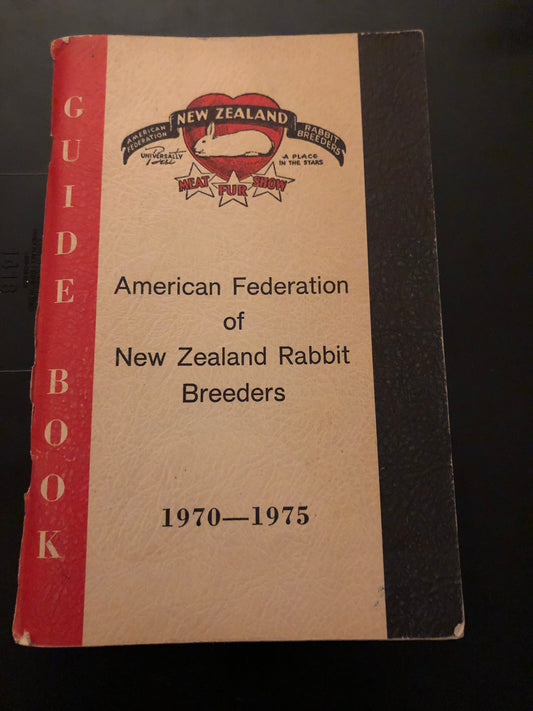 GUIDE BOOK
NEW ZEALAND
AMERICAN
FEDERATION
RABBIT
BREEDERS
UNIVERSALLY
Best
A PLACE
IN THE STARS
MEAT
FUR
SHOW
American Federation
of
New Zealand Rabbit
Breeders
1970—1975